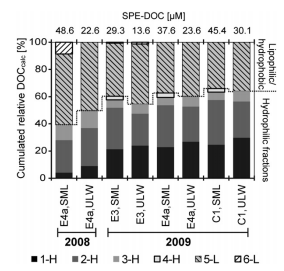 SPE-DOC [µM]
48.6 22.6 29.3 13.6 37.6 23.6 45.4 30.1
Cumulated relative DOCcalc [%]
100
80
60
40
20
0
Lipophilic/
hydrophobic
Hydrophilic fractions
E4a, SML
E4a, ULW
E3, SML
E3, ULW
E4a, SML
E4a, ULW
C1, SML
C1, ULW
2008 2009
1-H 2-H 3-H 4-H 5-L 6-L